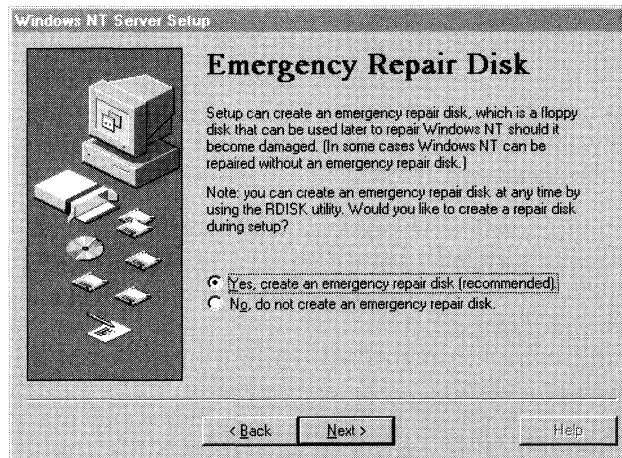 Windows NT Server Setup
Emergency Repair Disk
Setup can create an emergency repair disk, which is a floppy
disk that can be used later to repair Windows NT should it
become damaged. (In some cases Windows NT can be
repaired without an emergency repair disk.)
Note: you can create an emergency repair disk at any time by
using the RDISK utility. Would you like to create a repair disk
during setup?
Yes, create an emergency repair disk (recommended).
No, do not create an emergency repair disk.
< Back
Next >
Help